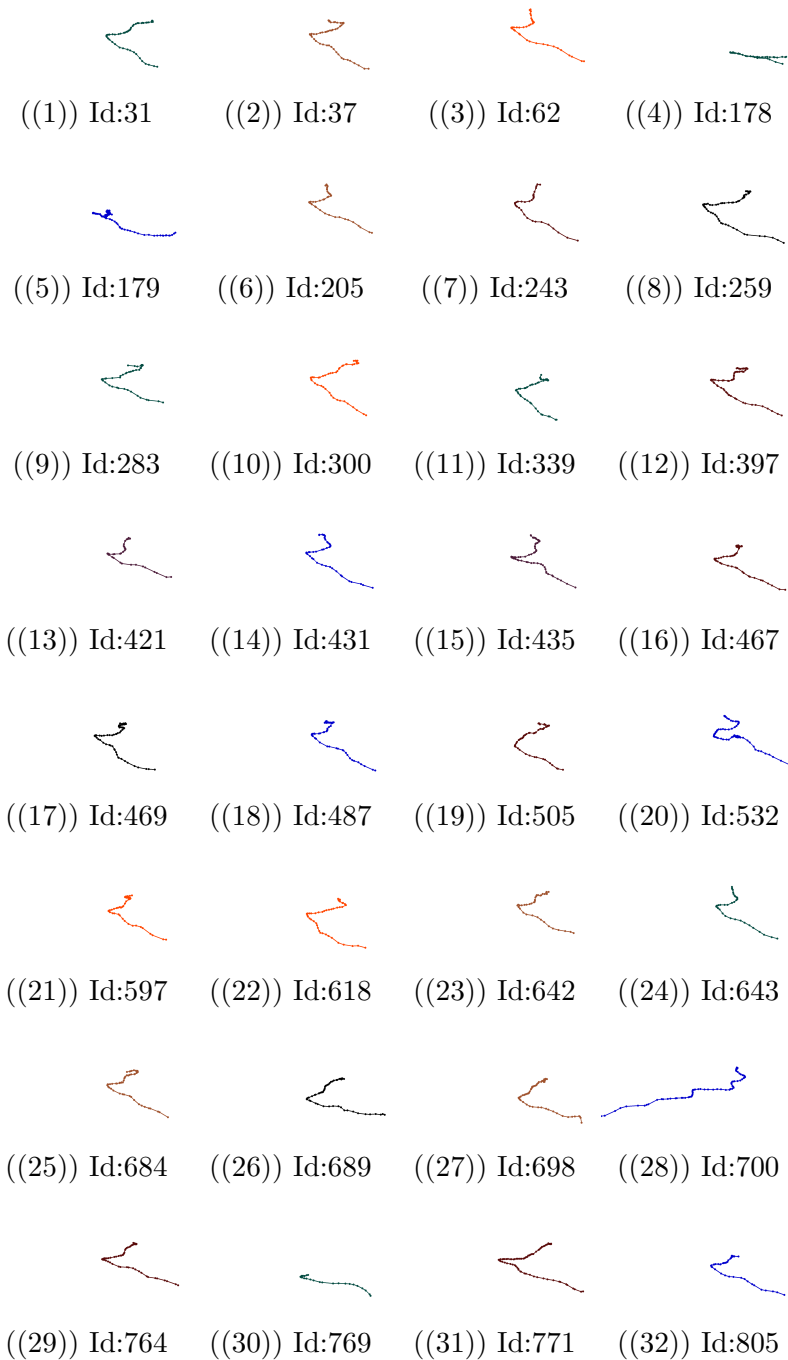 ((1)) Id:31 ((2)) Id:37 ((3)) Id:62 ((4)) Id:178
((5)) Id:179 ((6)) Id:205 ((7)) Id:243 ((8)) Id:259
((9)) Id:283 ((10)) Id:300 ((11)) Id:339 ((12)) Id:397
((13)) Id:421 ((14)) Id:431 ((15)) Id:435 ((16)) Id:467
((17)) Id:469 ((18)) Id:487 ((19)) Id:505 ((20)) Id:532
((21)) Id:597 ((22)) Id:618 ((23)) Id:642 ((24)) Id:643
((25)) Id:684 ((26)) Id:689 ((27)) Id:698 ((28)) Id:700
((29)) Id:764 ((30)) Id:769 ((31)) Id:771 ((32)) Id:805